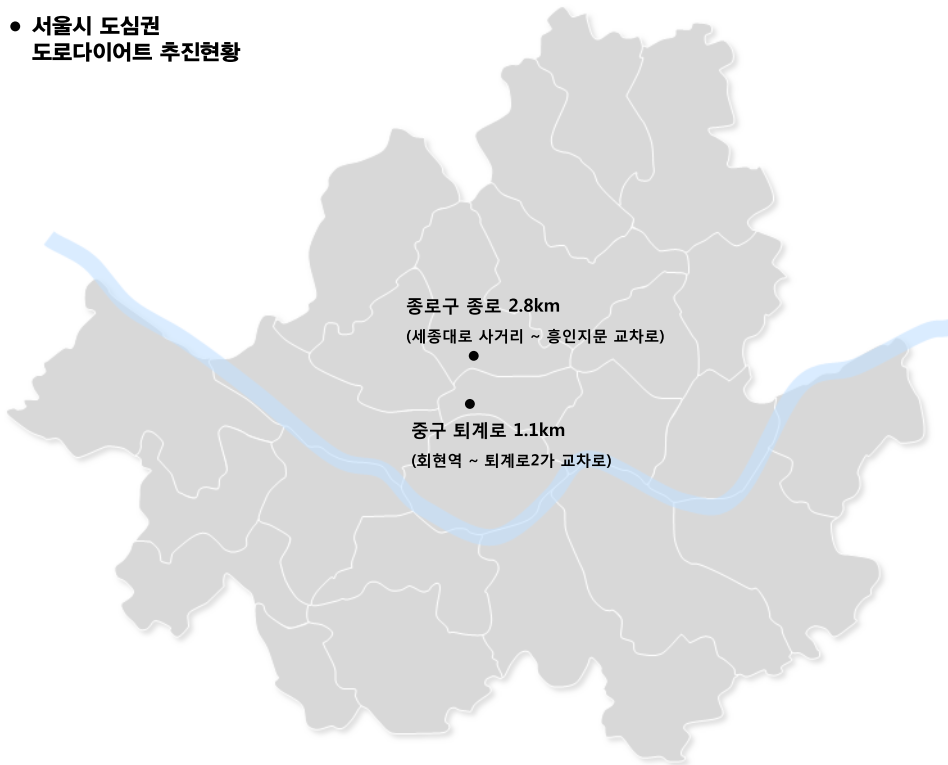 ● 서울시 도심권
도로다이어트 추진현황
종로구 종로 2.8km
(세종대로 사거리 ~ 흥인지문 교차로)
중구 퇴계로 1.1km
(회현역 ~ 퇴계로2가 교차로)